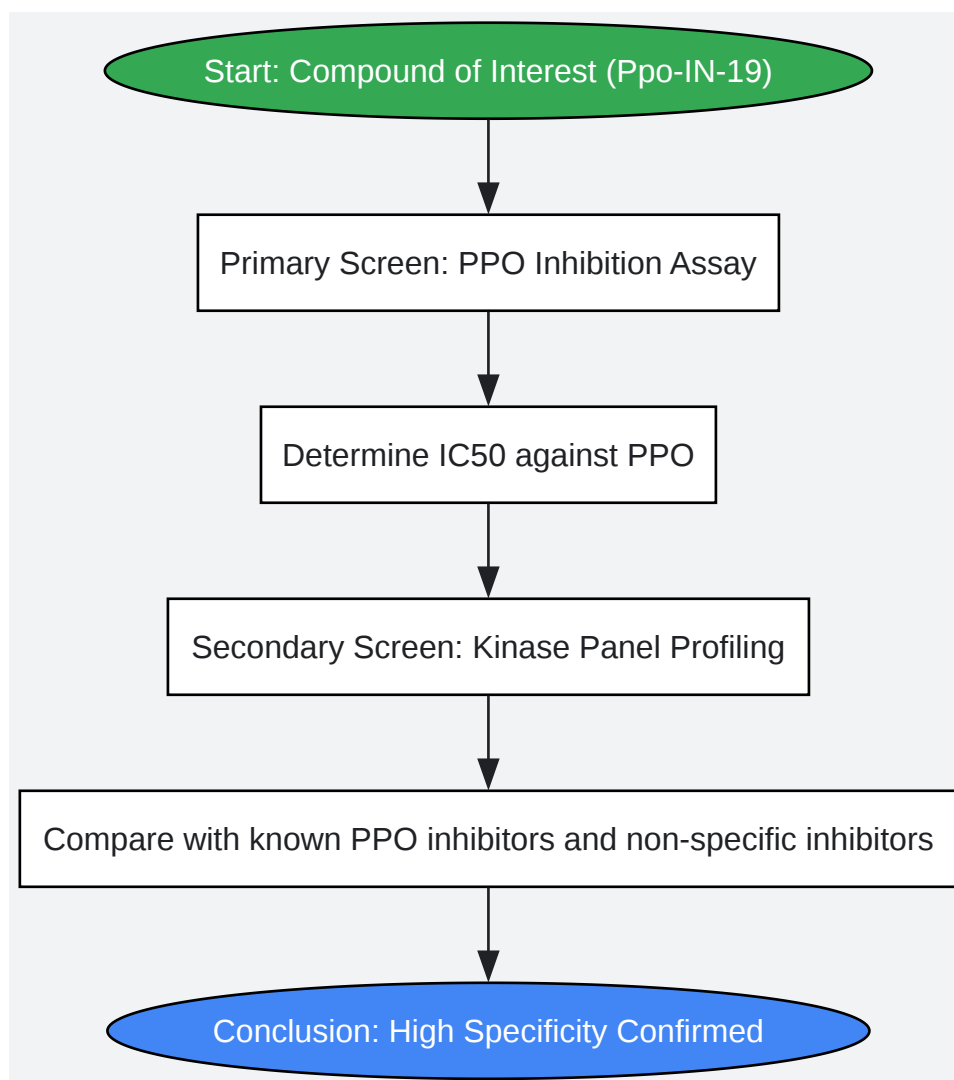 Start: Compound of Interest (Ppo-IN-19)
Primary Screen: PPO Inhibition Assay
Determine IC50 against PPO
Secondary Screen: Kinase Panel Profiling
Compare with known PPO inhibitors and non-specific inhibitors
Conclusion: High Specificity Confirmed